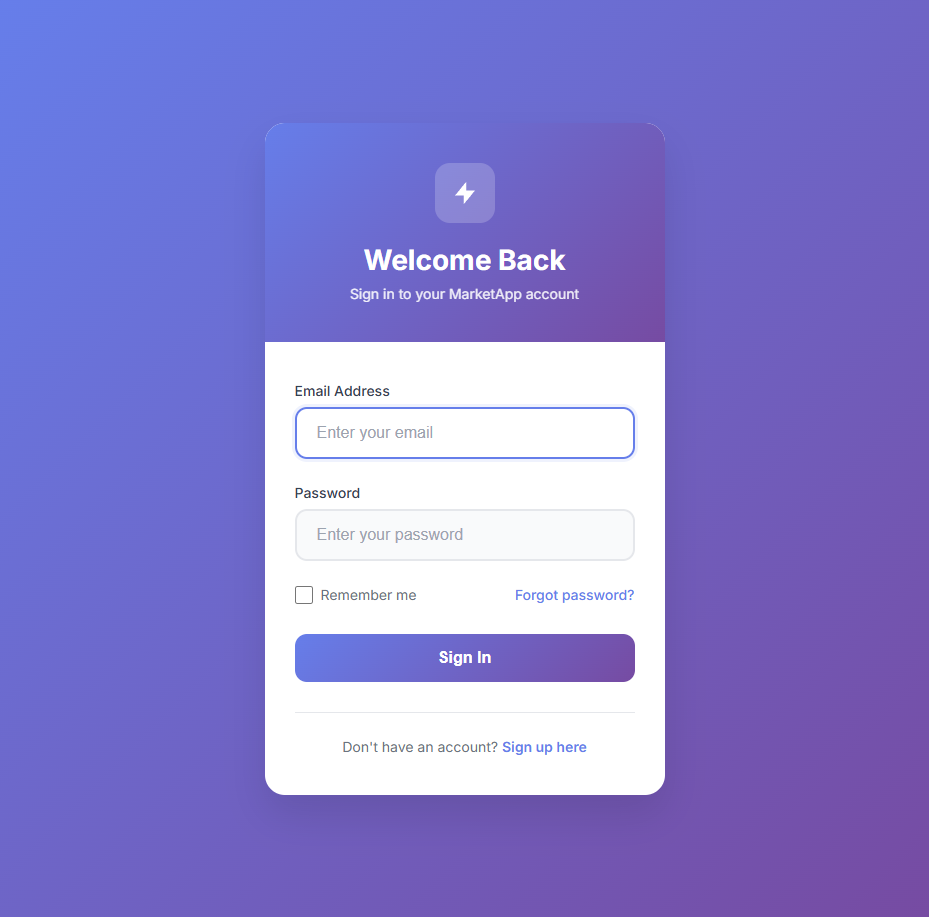 Welcome Back
Sign in to your MarketApp account
Email Address
Enter your email
Password
Enter your password
Remember me Forgot password?
Sign In
Don't have an account? Sign up here